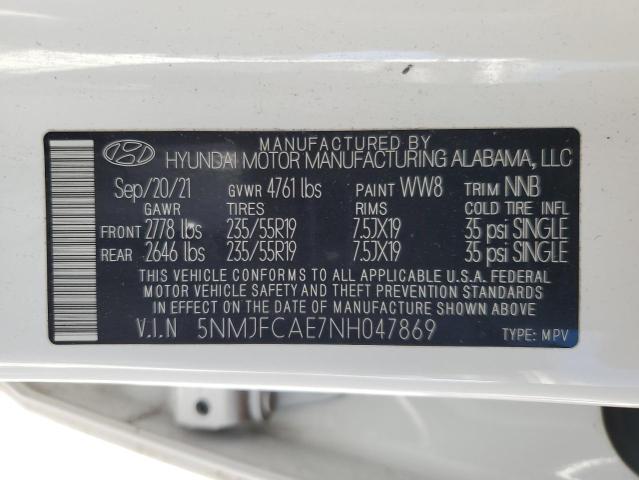 MANUFACTURED BY
HYUNDAI MOTOR MANUFACTURING ALABAMA, LLC
Sep/20/21 GVWR 4761 lbs PAINT WW8 TRIM NNB
GAWR TIRES RIMS COLD TIRE INFL
FRONT 2778 lbs 235/55R19 7.5JX19 35 psi SINGLE
REAR 2646 lbs 235/55R19 7.5JX19 35 psi SINGLE
THIS VEHICLE CONFORMS TO ALL APPLICABLE U.S.A. FEDERAL
MOTOR VEHICLE SAFETY AND THEFT PREVENTION STANDARDS
IN EFFECT ON THE DATE OF MANUFACTURE SHOWN ABOVE.
V.I.N 5NMJFCAE7NH047869 TYPE: MPV